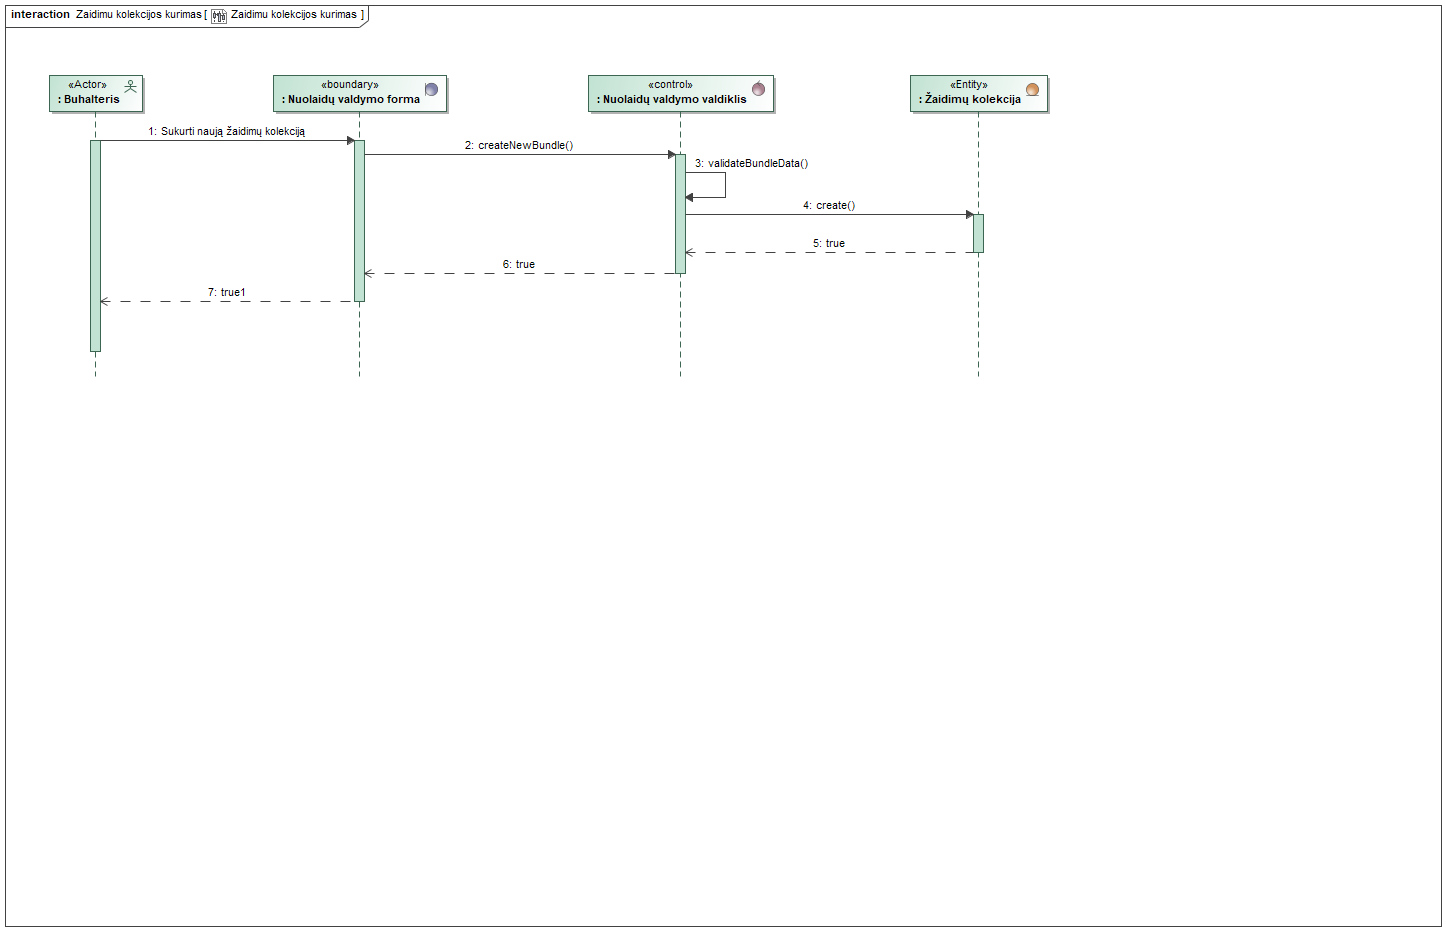 interaction Zaidimu kolekcijos kurimas [ Zaidimu kolekcijos kurimas ]
«Actor»
: Buhalteris
«boundary»
: Nuolaidų valdymo forma
«control»
: Nuolaidų valdymo valdiklis
«Entity»
: Žaidimų kolekcija
1: Sukurti naują žaidimų kolekciją
2: createNewBundle()
3: validateBundleData()
4: create()
5: true
6: true
7: true1